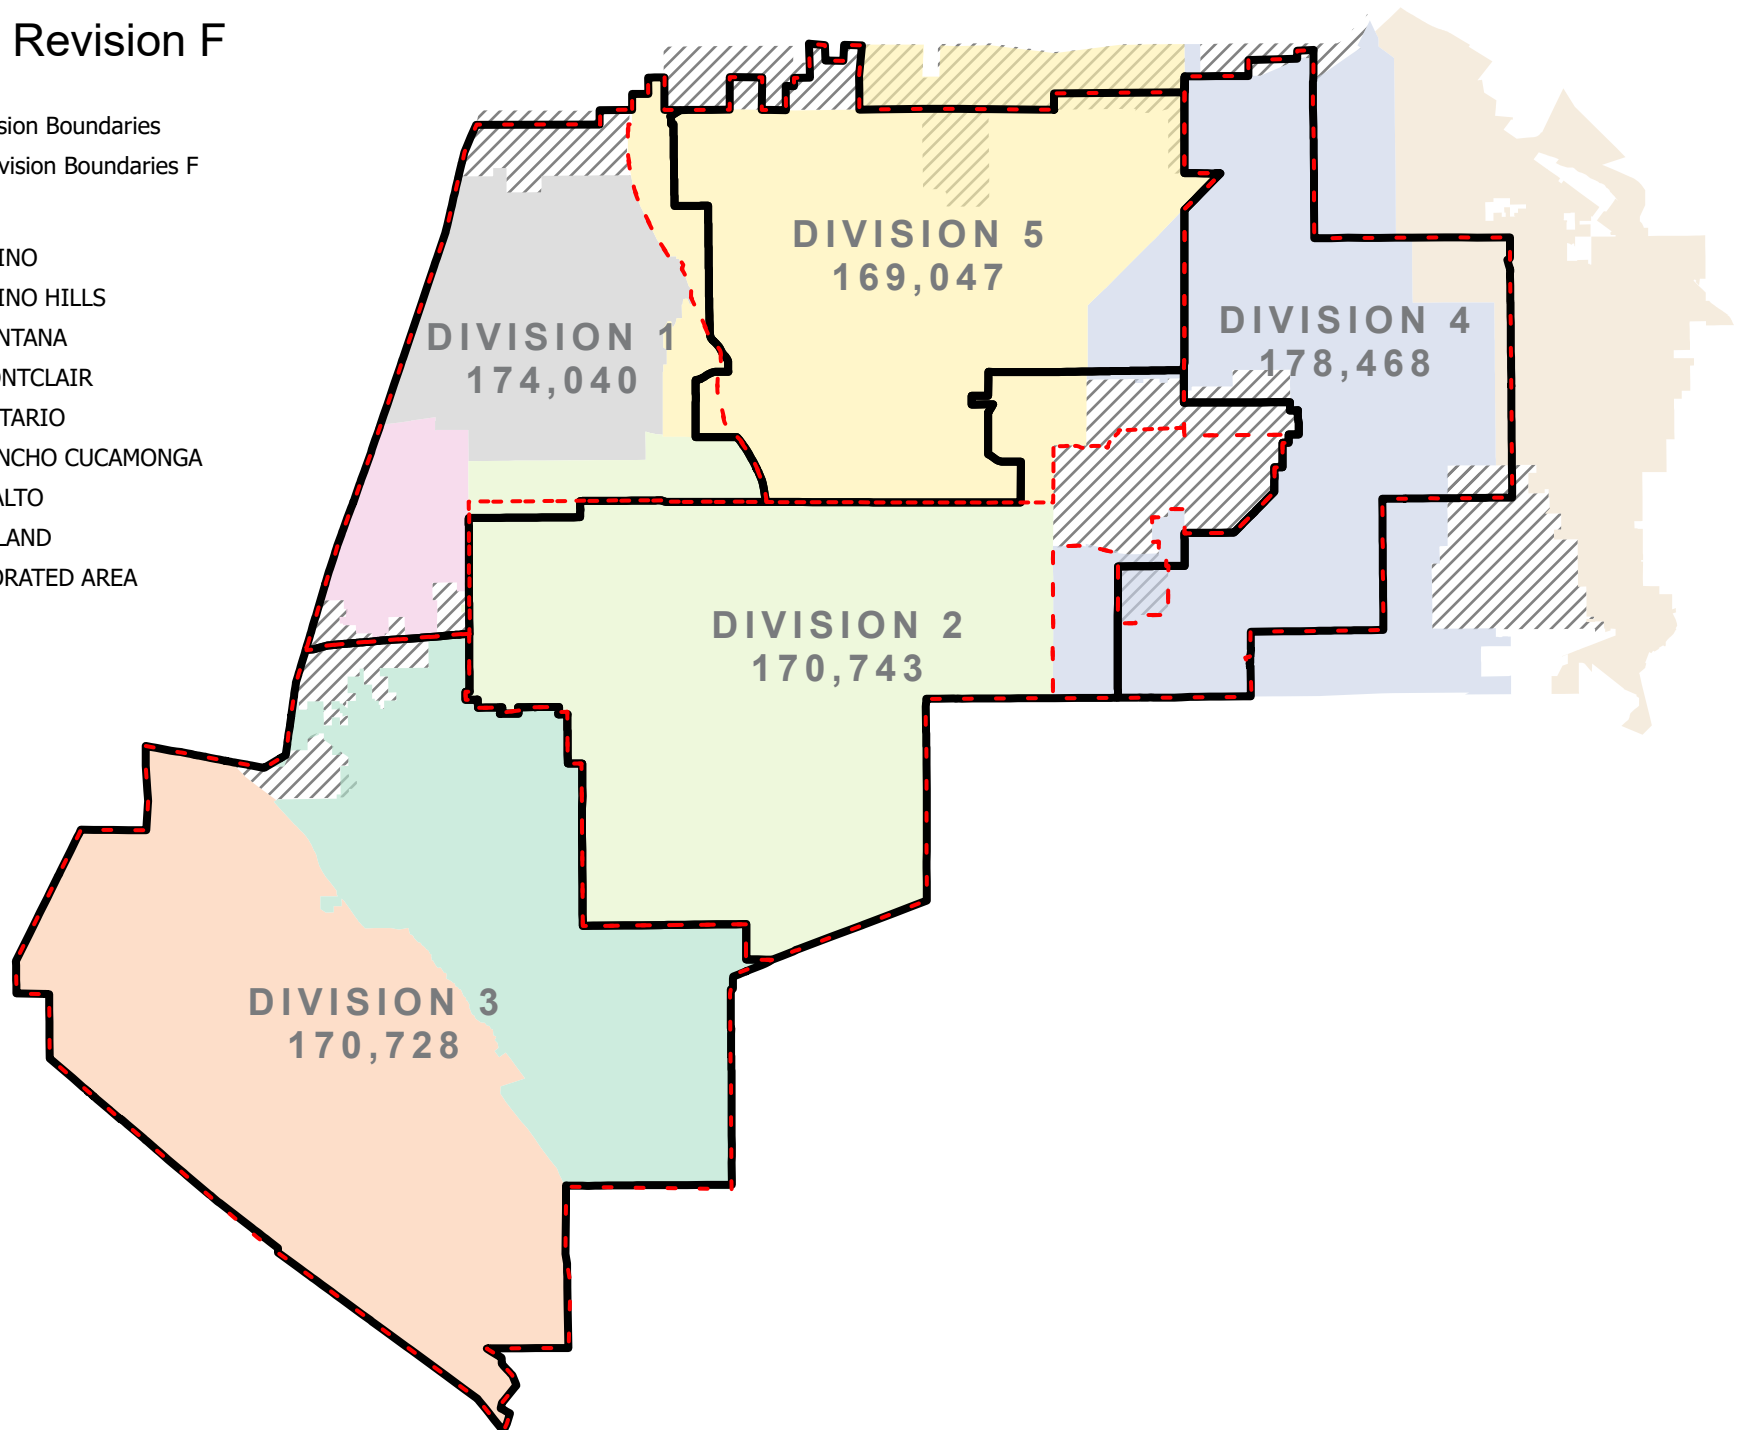 Revision F
sion Boundaries
vision Boundaries F
INO
INO HILLS
NTANA
ONTCLAIR
TARIO
NCHO CUCAMONGA
ALTO
LAND
ORATED AREA
DIVISION 5
169,047
DIVISION 4
178,468
DIVISION 1
174,040
DIVISION 2
170,743
DIVISION 3
170,728